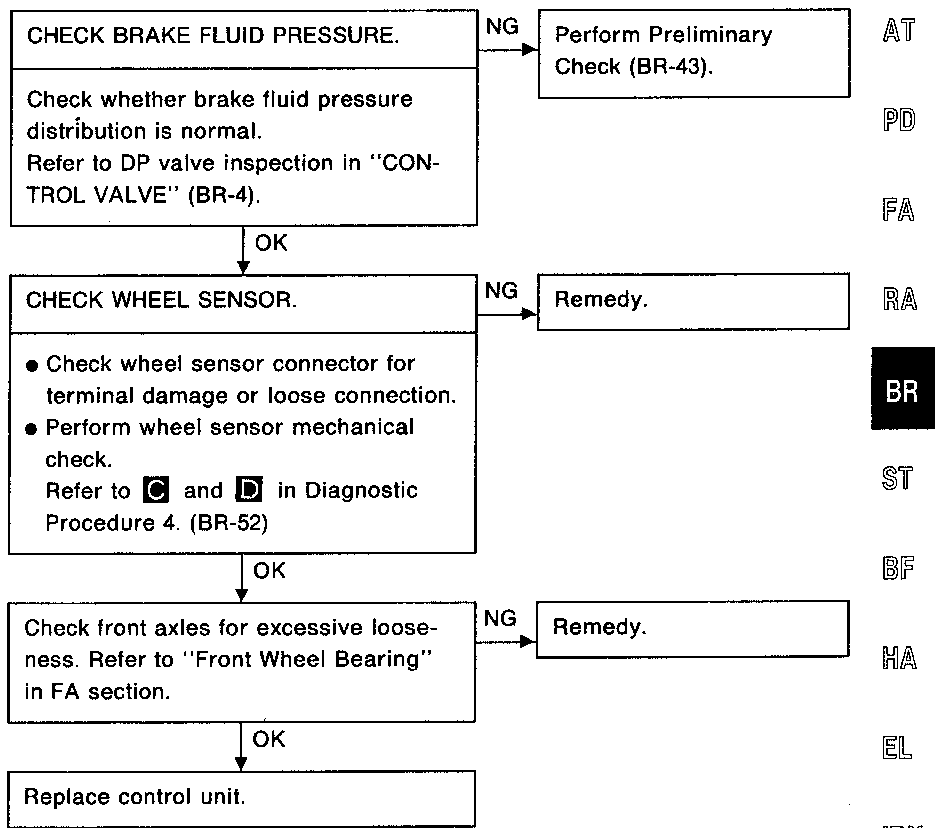 CHECK BRAKE FLUID PRESSURE.
NG
Perform Preliminary
Check (BR-43).
Check whether brake fluid pressure
distribution is normal.
Refer to DP valve inspection in "CON-
TROL VALVE" (BR-4).
OK
CHECK WHEEL SENSOR.
NG
Remedy.
● Check wheel sensor connector for
terminal damage or loose connection.
● Perform wheel sensor mechanical
check.
Refer to C and D in Diagnostic
Procedure 4. (BR-52)
OK
Check front axles for excessive loose-
ness. Refer to "Front Wheel Bearing"
in FA section.
NG
Remedy.
OK
Replace control unit.
AT
PD
FA
RA
BR
ST
BF
HA
EL